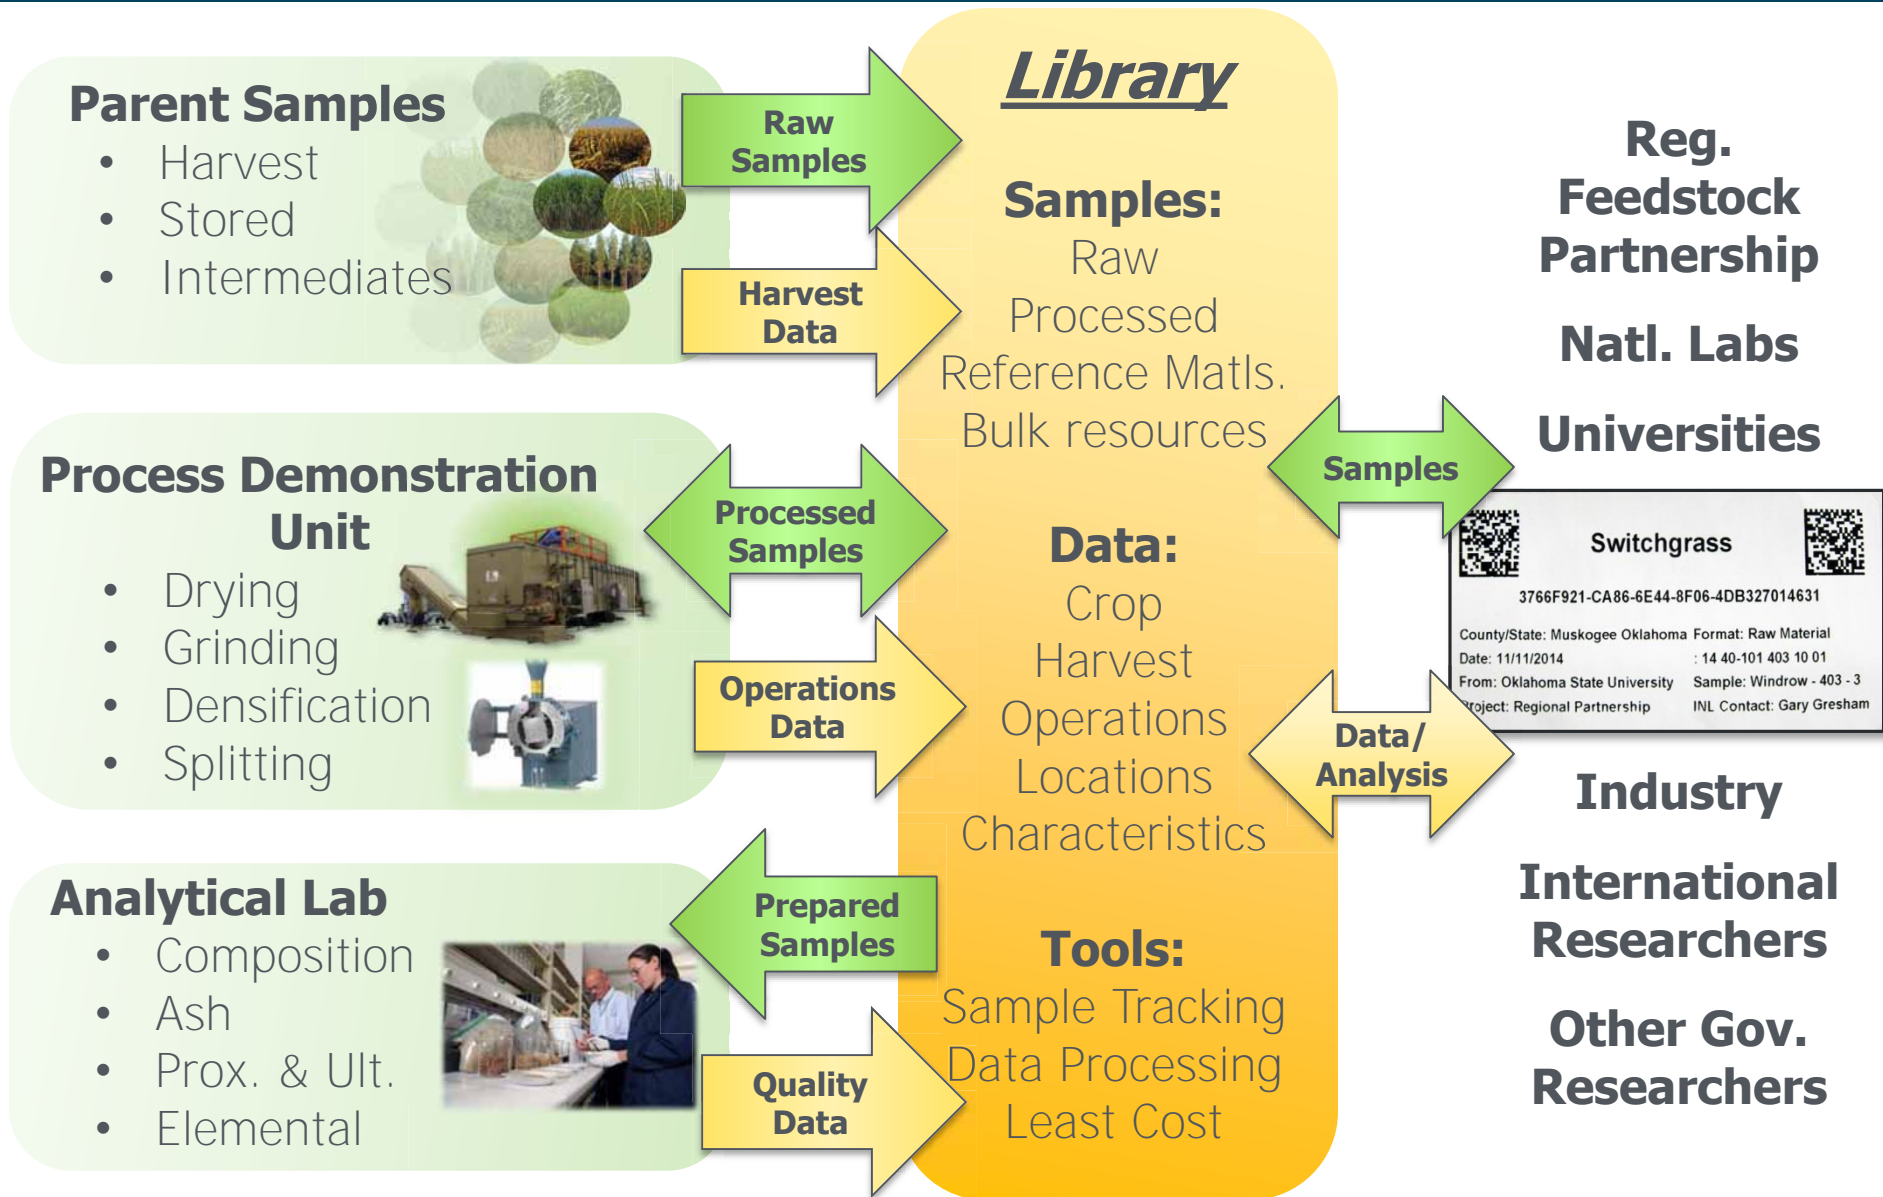 Parent Samples
• Harvest
• Stored
• Intermediates
Raw
Samples
Harvest
Data
Process Demonstration
Unit
• Drying
• Grinding
• Densification
• Splitting
Processed
Samples
Operations
Data
Analytical Lab
• Composition
• Ash
• Prox. & Ult.
• Elemental
Prepared
Samples
Quality
Data
Library
Samples:
Raw
Processed
Reference Matls.
Bulk resources
Data:
Crop
Harvest
Operations
Locations
Characteristics
Tools:
Sample Tracking
Data Processing
Least Cost
Samples
Data/
Analysis
Reg.
Feedstock
Partnership
Natl. Labs
Universities
Switchgrass
3766F921-CA86-6E44-8F06-4DB327014631
County/State: Muskogee Oklahoma Format: Raw Material
Date: 11/11/2014 : 14 40-101 403 10 01
From: Oklahoma State University Sample: Windrow - 403 - 3
Project: Regional Partnership INL Contact: Gary Gresham
Industry
International
Researchers
Other Gov.
Researchers